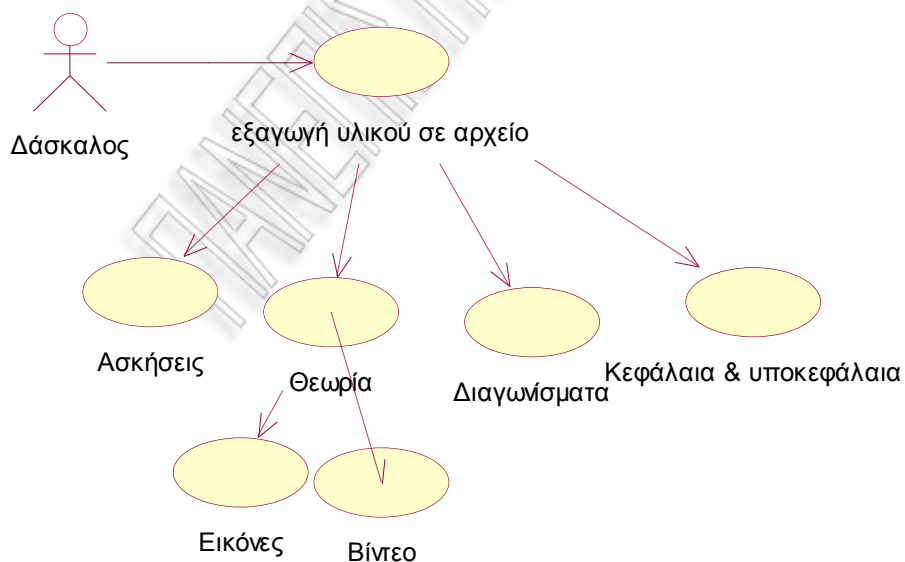 Δάσκαλος
εξαγωγή υλικού σε αρχείο
Ασκήσεις
Θεωρία
Διαγωνίσματα
Κεφάλαια & υποκεφάλαια
Εικόνες
Βίντεο